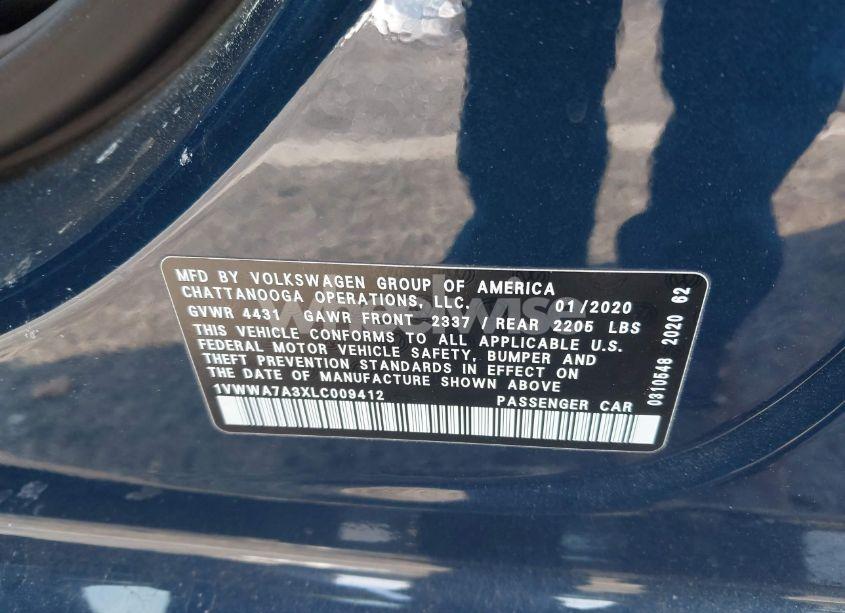 MFD BY VOLKSWAGEN GROUP OF AMERICA
CHATTANOOGA OPERATIONS, LLC. 01/2020
GVWR 4431 GAWR FRONT 2337 / REAR 2205 LBS
THIS VEHICLE CONFORMS TO ALL APPLICABLE U.S.
FEDERAL MOTOR VEHICLE SAFETY, BUMPER AND
THEFT PREVENTION STANDARDS IN EFFECT ON
THE DATE OF MANUFACTURE SHOWN ABOVE
1VWWA7A3XLC009412 PASSENGER CAR
0310548 2020 62
wheelwise